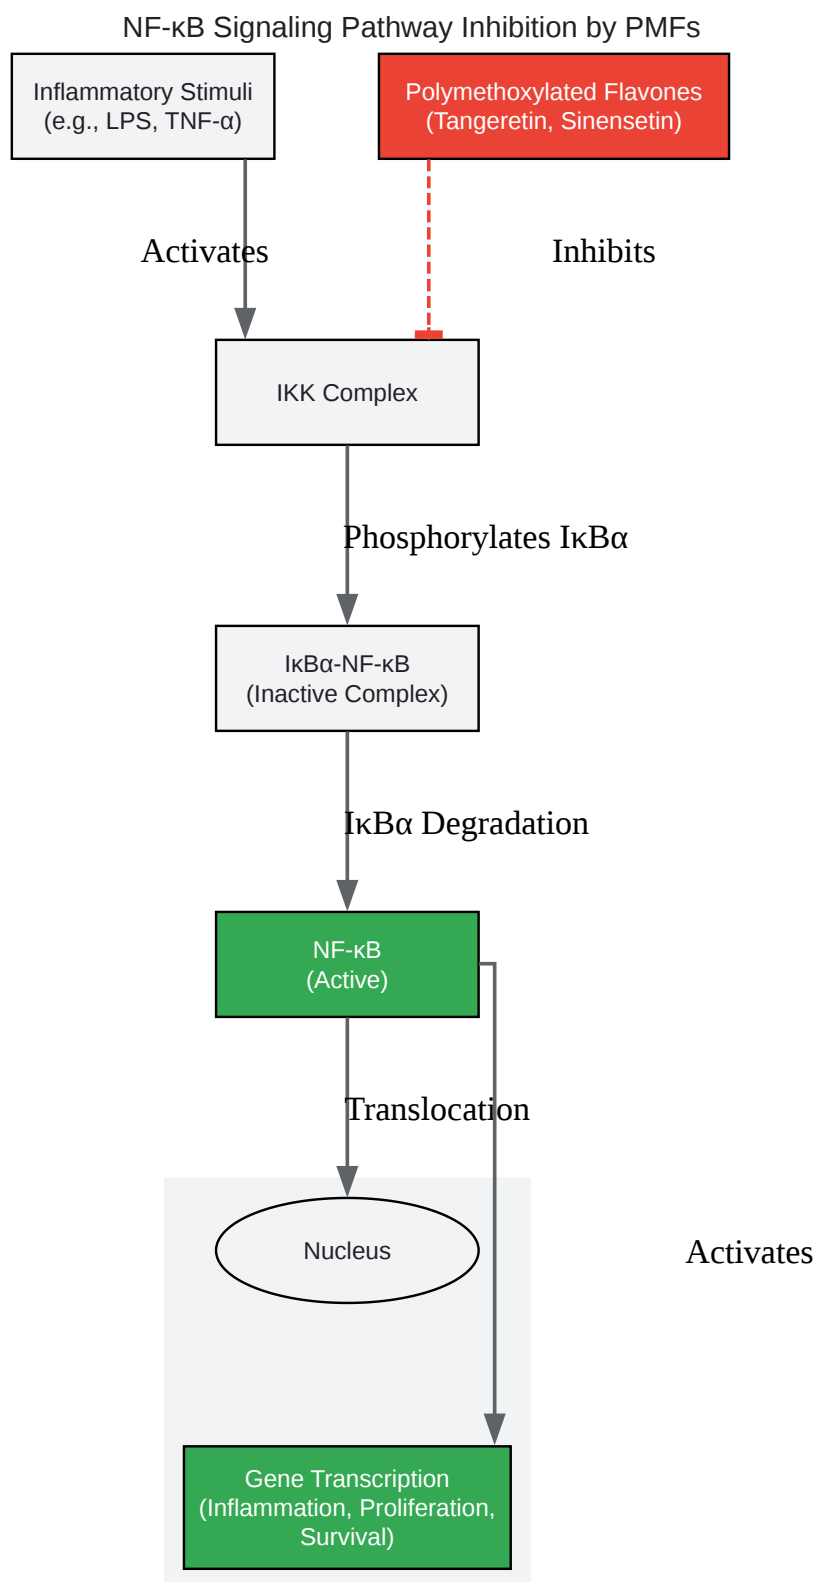 NF-κB Signaling Pathway Inhibition by PMFs
Inflammatory Stimuli
(e.g., LPS, TNF-α)
Polymethoxylated Flavones
(Tangeretin, Sinensetin)
Activates
Inhibits
IKK Complex
Phosphorylates IκBα
IκBα-NF-κB
(Inactive Complex)
IκBα Degradation
NF-κB
(Active)
Translocation
Nucleus
Activates
Gene Transcription
(Inflammation, Proliferation,
Survival)